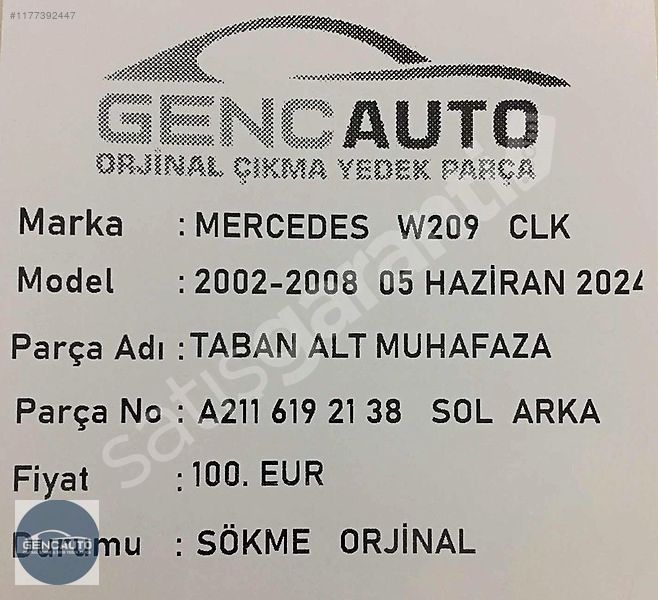 #1177392447
GENCAUTO
ORJİNAL ÇIKMA YEDEK PARÇA
Marka : MERCEDES W209 CLK
Model : 2002-2008 05 HAZİRAN 2024
Parça Adı : TABAN ALT MUHAFAZA
Parça No : A211 619 21 38 SOL ARKA
Fiyat : 100. EUR
Durumu : SÖKME ORJİNAL
GENCAUTO
satışgaranti